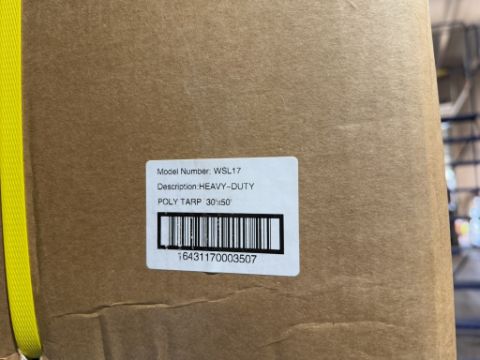 Model Number: WSL17
Description:HEAVY-DUTY
POLY TARP 30'x50'
16431170003507